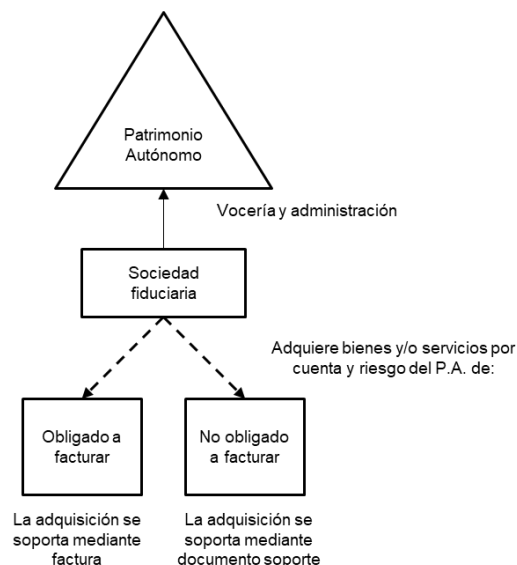 Patrimonio
Autónomo
Vocería y administración
Sociedad
fiduciaria
Adquiere bienes y/o servicios por
cuenta y riesgo del P.A. de:
Obligado a
facturar
No obligado
a facturar
La adquisición se
soporta mediante
factura
La adquisición se
soporta mediante
documento soporte